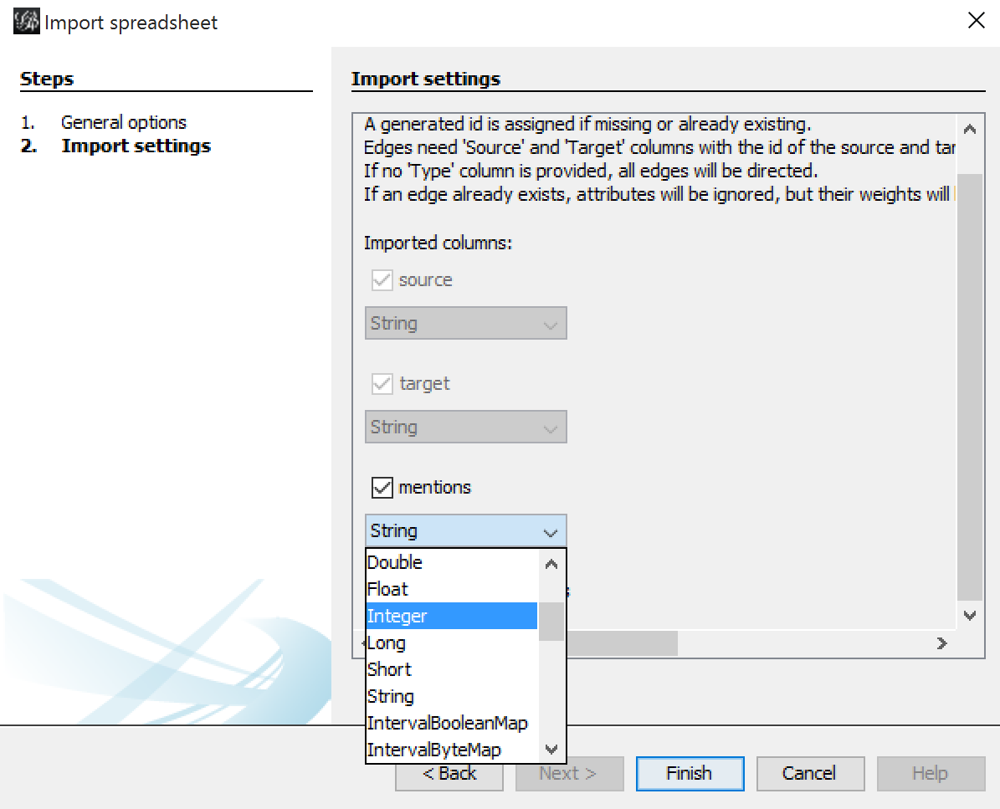 Import spreadsheet
Steps
1. General options
2. Import settings
Import settings
A generated id is assigned if missing or already existing.
Edges need 'Source' and 'Target' columns with the id of the source and tar
If no 'Type' column is provided, all edges will be directed.
If an edge already exists, attributes will be ignored, but their weights will
Imported columns:
source
String
target
String
mentions
String
Double
Float
Integer
Long
Short
String
IntervalBooleanMap
IntervalByteMap
< Back
Next >
Finish
Cancel
Help